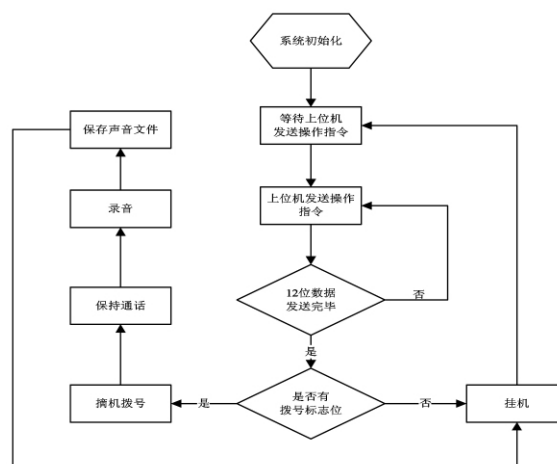 系统初始化
等待上位机
发送操作指令
保存声音文件
上位机发送操作
指令
录音
12位数据
发送完毕
否
保持通话
是
是否有
拨号标志位
摘机拨号
是
否
挂机